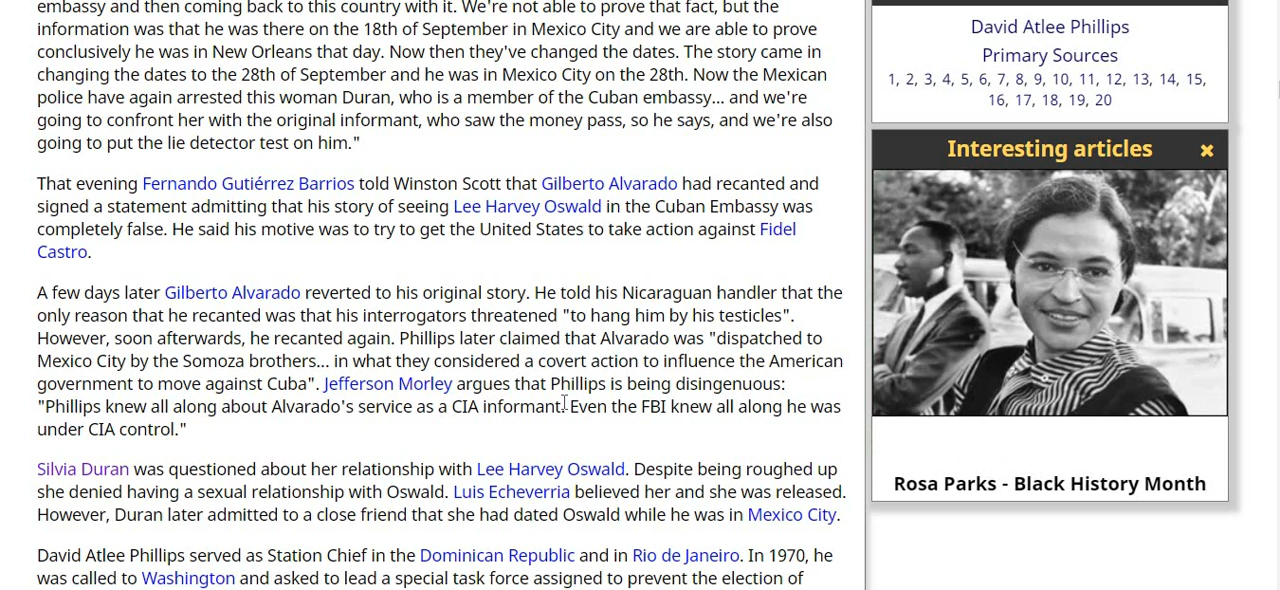 embassy and then coming back to this country with it. We're not able to prove that fact, but the
information was that he was there on the 18th of September in Mexico City and we are able to prove
conclusively he was in New Orleans that day. Now then they've changed the dates. The story came in
changing the dates to the 28th of September and he was in Mexico City on the 28th. Now the Mexican
police have again arrested this woman Duran, who is a member of the Cuban embassy... and we're
going to confront her with the original informant, who saw the money pass, so he says, and we're also
going to put the lie detector test on him."
That evening Fernando Gutiérrez Barrios told Winston Scott that Gilberto Alvarado had recanted and
signed a statement admitting that his story of seeing Lee Harvey Oswald in the Cuban Embassy was
completely false. He said his motive was to try to get the United States to take action against Fidel
Castro.
A few days later Gilberto Alvarado reverted to his original story. He told his Nicaraguan handler that the
only reason that he recanted was that his interrogators threatened "to hang him by his testicles".
However, soon afterwards, he recanted again. Phillips later claimed that Alvarado was "dispatched to
Mexico City by the Somoza brothers... in what they considered a covert action to influence the American
government to move against Cuba". Jefferson Morley argues that Phillips is being disingenuous:
"Phillips knew all along about Alvarado's service as a CIA informant. Even the FBI knew all along he was
under CIA control."
Silvia Duran was questioned about her relationship with Lee Harvey Oswald. Despite being roughed up
she denied having a sexual relationship with Oswald. Luis Echeverria believed her and she was released.
However, Duran later admitted to a close friend that she had dated Oswald while he was in Mexico City.
David Atlee Phillips served as Station Chief in the Dominican Republic and in Rio de Janeiro. In 1970, he
was called to Washington and asked to lead a special task force assigned to prevent the election of
David Atlee Phillips
Primary Sources
1, 2, 3, 4, 5, 6, 7, 8, 9, 10, 11, 12, 13, 14, 15,
16, 17, 18, 19, 20
Interesting articles
Rosa Parks - Black History Month